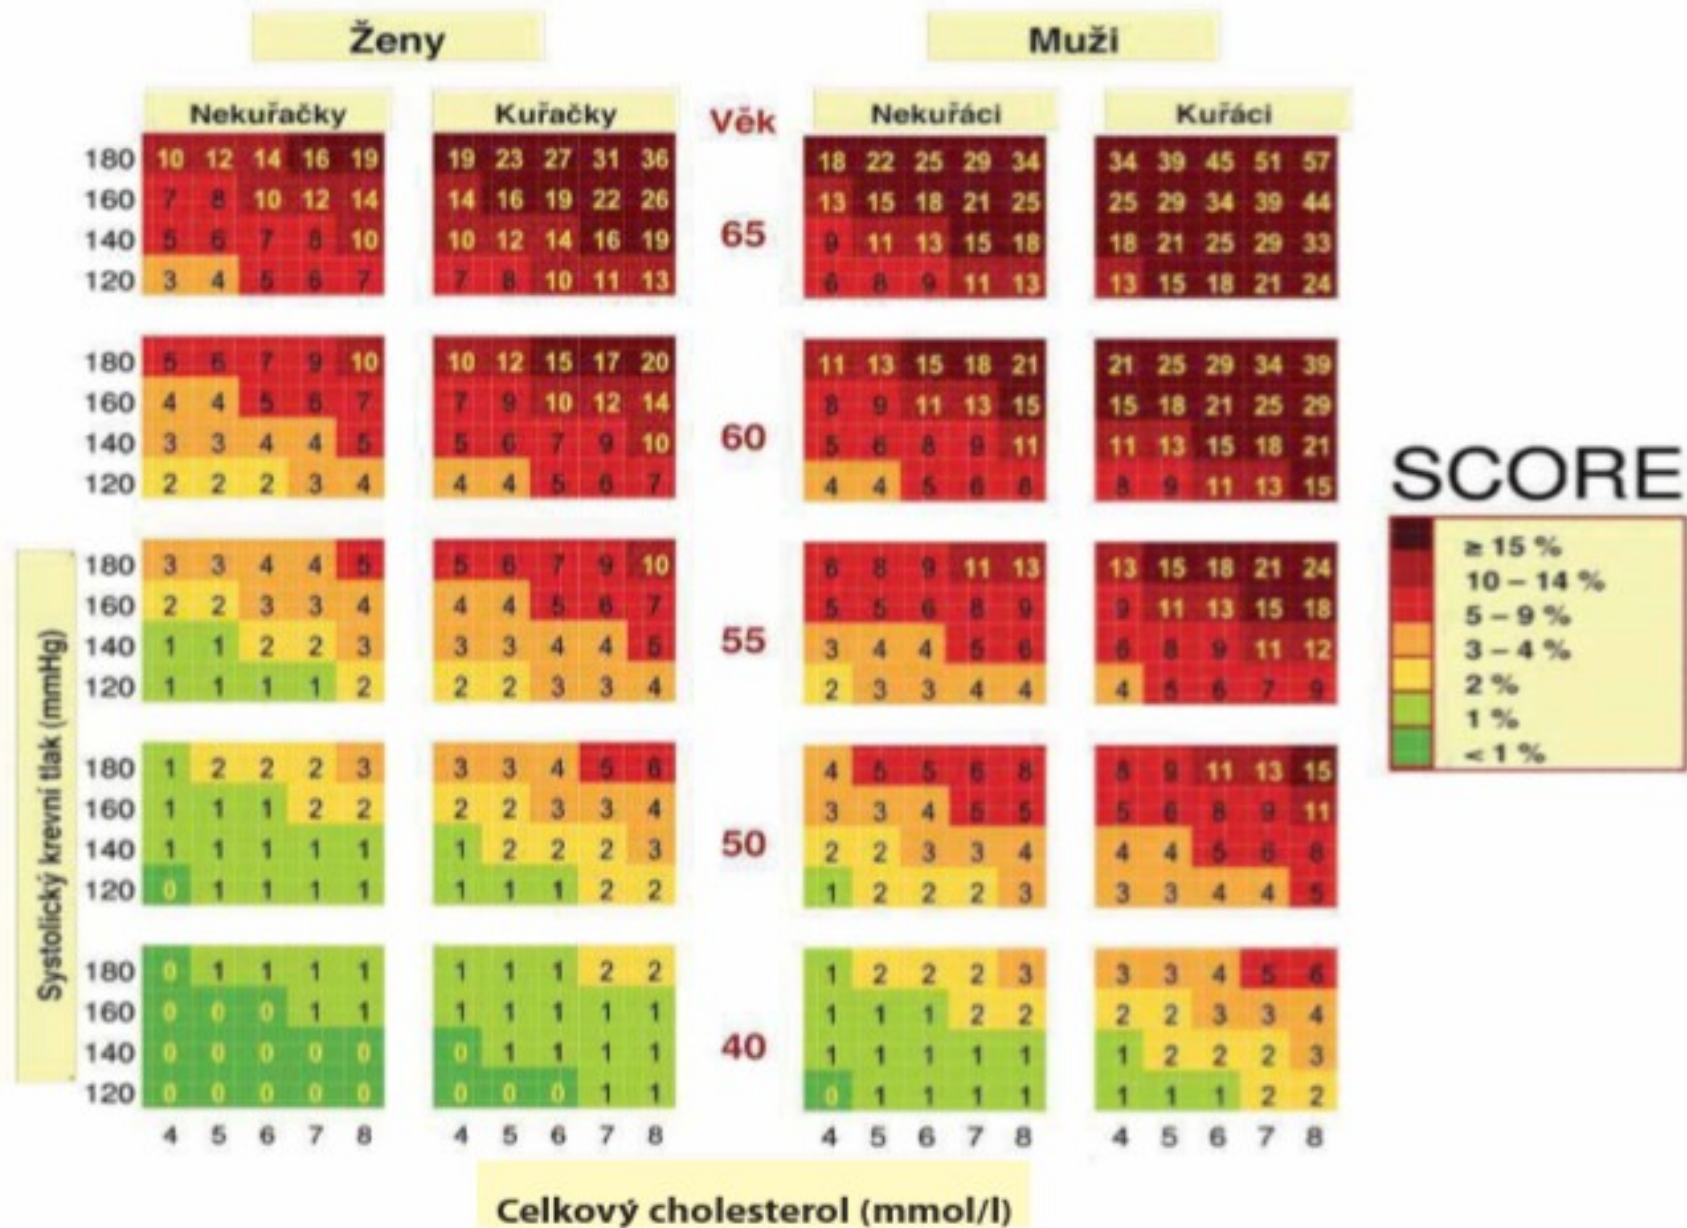 Ženy Muži
Nekuřačky Kuřačky Věk Nekuřáci Kuřáci
180 10 12 14 16 19 19 23 27 31 36 18 22 25 29 34 34 39 45 51 57
160 7 8 10 12 14 14 16 19 22 26 13 15 18 21 25 25 29 34 39 44
65
140 5 6 7 8 10 10 12 14 16 19 9 11 13 15 18 18 21 25 29 33
120 3 4 5 6 7 7 8 10 11 13 6 8 9 11 13 13 15 18 21 24
180 5 6 7 9 10 10 12 15 17 20 11 13 15 18 21 21 25 29 34 39
160 4 4 5 6 7 7 9 10 12 14 8 9 11 13 15 15 18 21 25 29
60
140 3 3 4 4 5 5 6 7 9 10 5 6 8 9 11 11 13 15 18 21
120 2 2 2 3 4 4 4 5 6 7 4 4 5 6 8 9 11 13 15
180 3 3 4 4 5 5 6 7 9 10 6 8 9 11 13 13 15 18 21 24
160 2 2 3 3 4 4 4 5 6 7 5 5 6 8 9 9 11 13 15 18
55
140 1 1 2 2 3 3 3 4 4 5 3 4 4 5 6 6 8 9 11 12
120 1 1 1 1 2 2 2 3 3 4 2 3 3 4 4 4 5 6 7 9
180 1 2 2 2 3 3 3 4 5 6 4 5 5 6 8 8 9 11 13 15
160 1 1 1 2 2 2 2 3 3 4 3 3 4 5 5 5 6 8 9 11
50
140 1 1 1 1 1 1 2 2 2 3 2 2 3 3 4 4 4 5 6 8
120 0 1 1 1 1 1 1 1 2 2 1 2 2 2 3 3 3 4 4 5
180 0 1 1 1 1 1 1 1 2 2 1 2 2 2 3 3 3 4 5 6
160 0 0 0 1 1 1 1 1 1 1 1 1 1 2 2 2 2 3 3 4
40
140 0 0 0 0 0 0 1 1 1 1 1 1 1 1 1 1 2 2 2 3
120 0 0 0 0 0 0 0 0 1 1 0 1 1 1 1 1 1 1 2 2
4 5 6 7 8 4 5 6 7 8 4 5 6 7 8 4 5 6 7 8
Systolický krevní tlak (mmHg)
Celkový cholesterol (mmol/l)
SCORE
≥ 15 %
10 – 14 %
5 – 9 %
3 – 4 %
2 %
1 %
< 1 %